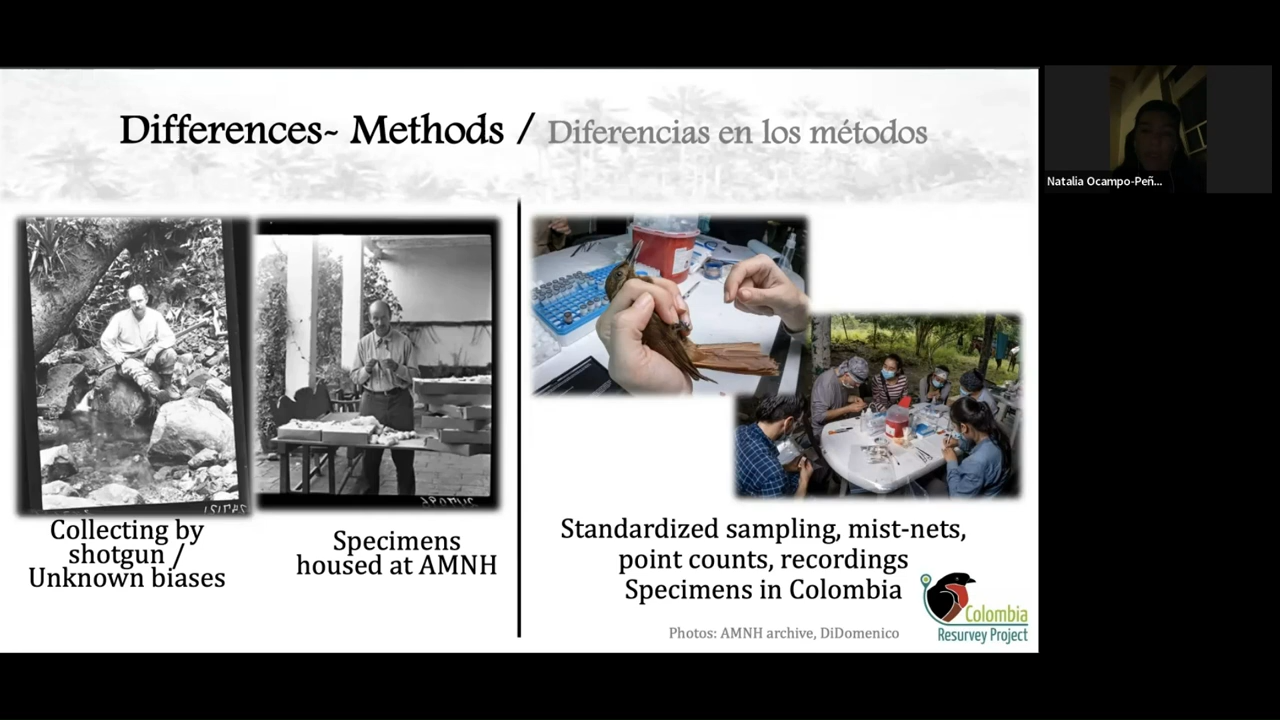 Differences~ Methods / Diferencias en los métodos
Collecting by
shotgun /
Unknown biases
Specimens
housed at AMNH
Standardized sampling, mist-nets,
point counts, recordings
Specimens in Colombia
Photos: AMNH archive, DiDomenico
Colombia
Resurvey Project
Natalia Ocampo-Peñ...